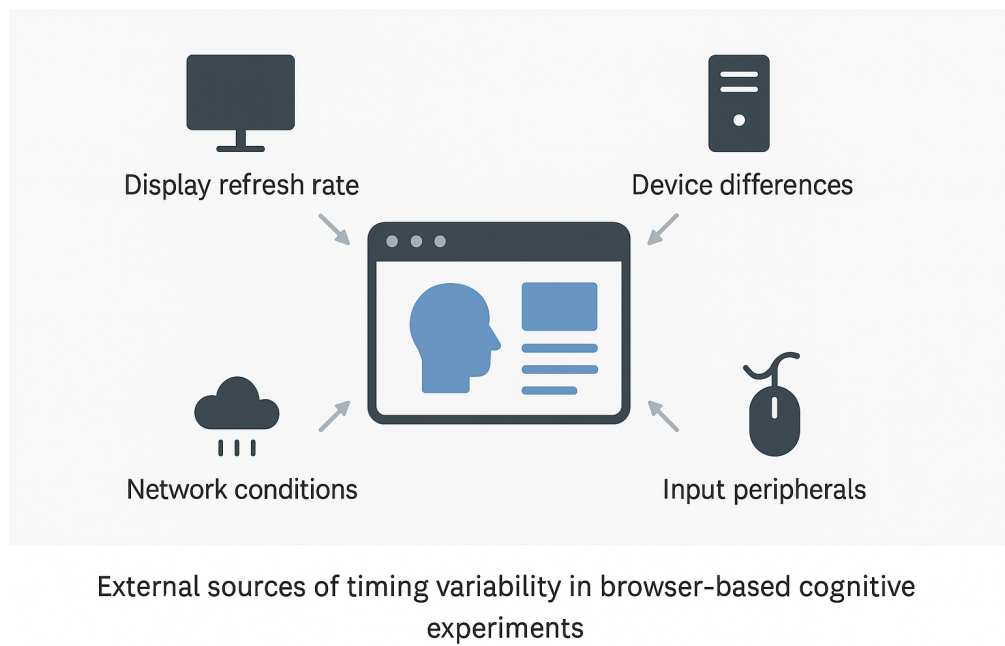 Display refresh rate
Device differences
Network conditions
Input peripherals
External sources of timing variability in browser-based cognitive
experiments